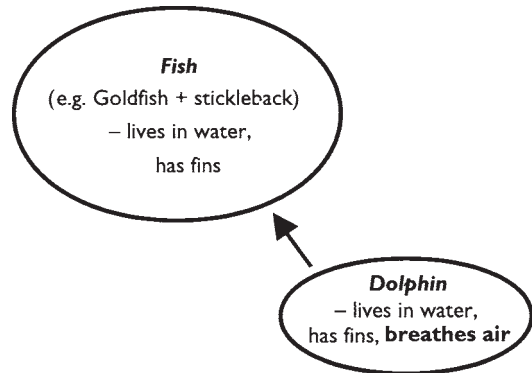 Fish
(e.g. Goldfish + stickleback)
– lives in water,
has fins
Dolphin
– lives in water,
has fins, breathes air